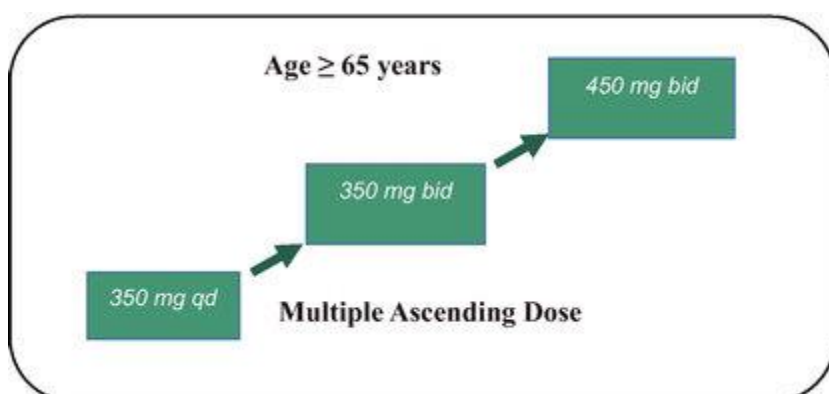 Age ≥ 65 years
450 mg bid
350 mg bid
350 mg qd
Multiple Ascending Dose